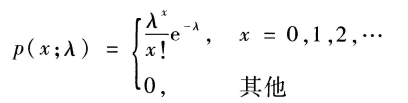 p(x;λ) = { λ^x/x! e^{-λ}, x = 0,1,2,⋯
0, 其他